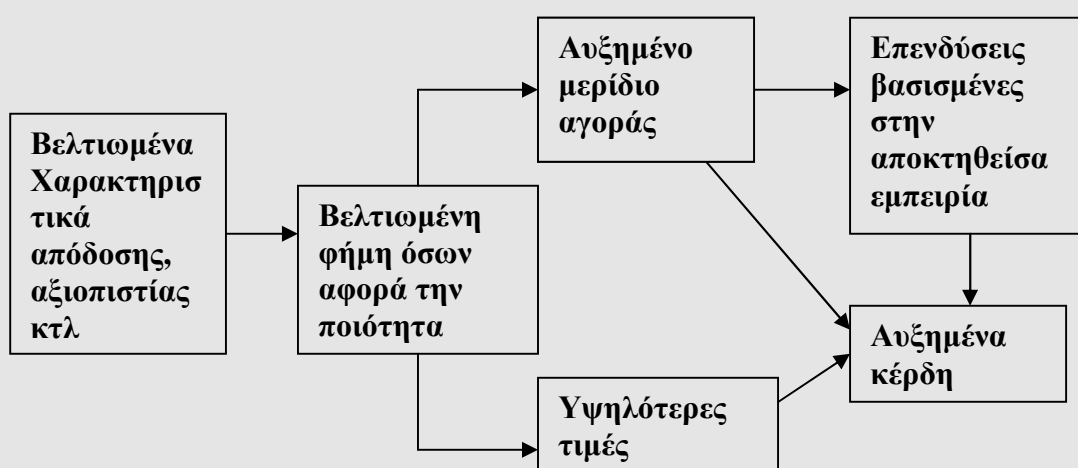 Βελτιωμένα
Χαρακτηρισ
τικά
απόδοσης,
αξιοπιστίας
κτλ
Βελτιωμένη
φήμη όσων
αφορά την
ποιότητα
Αυξημένο
μερίδιο
αγοράς
Υψηλότερες
τιμές
Επενδύσεις
βασισμένες
στην
αποκτηθείσα
εμπειρία
Αυξημένα
κέρδη